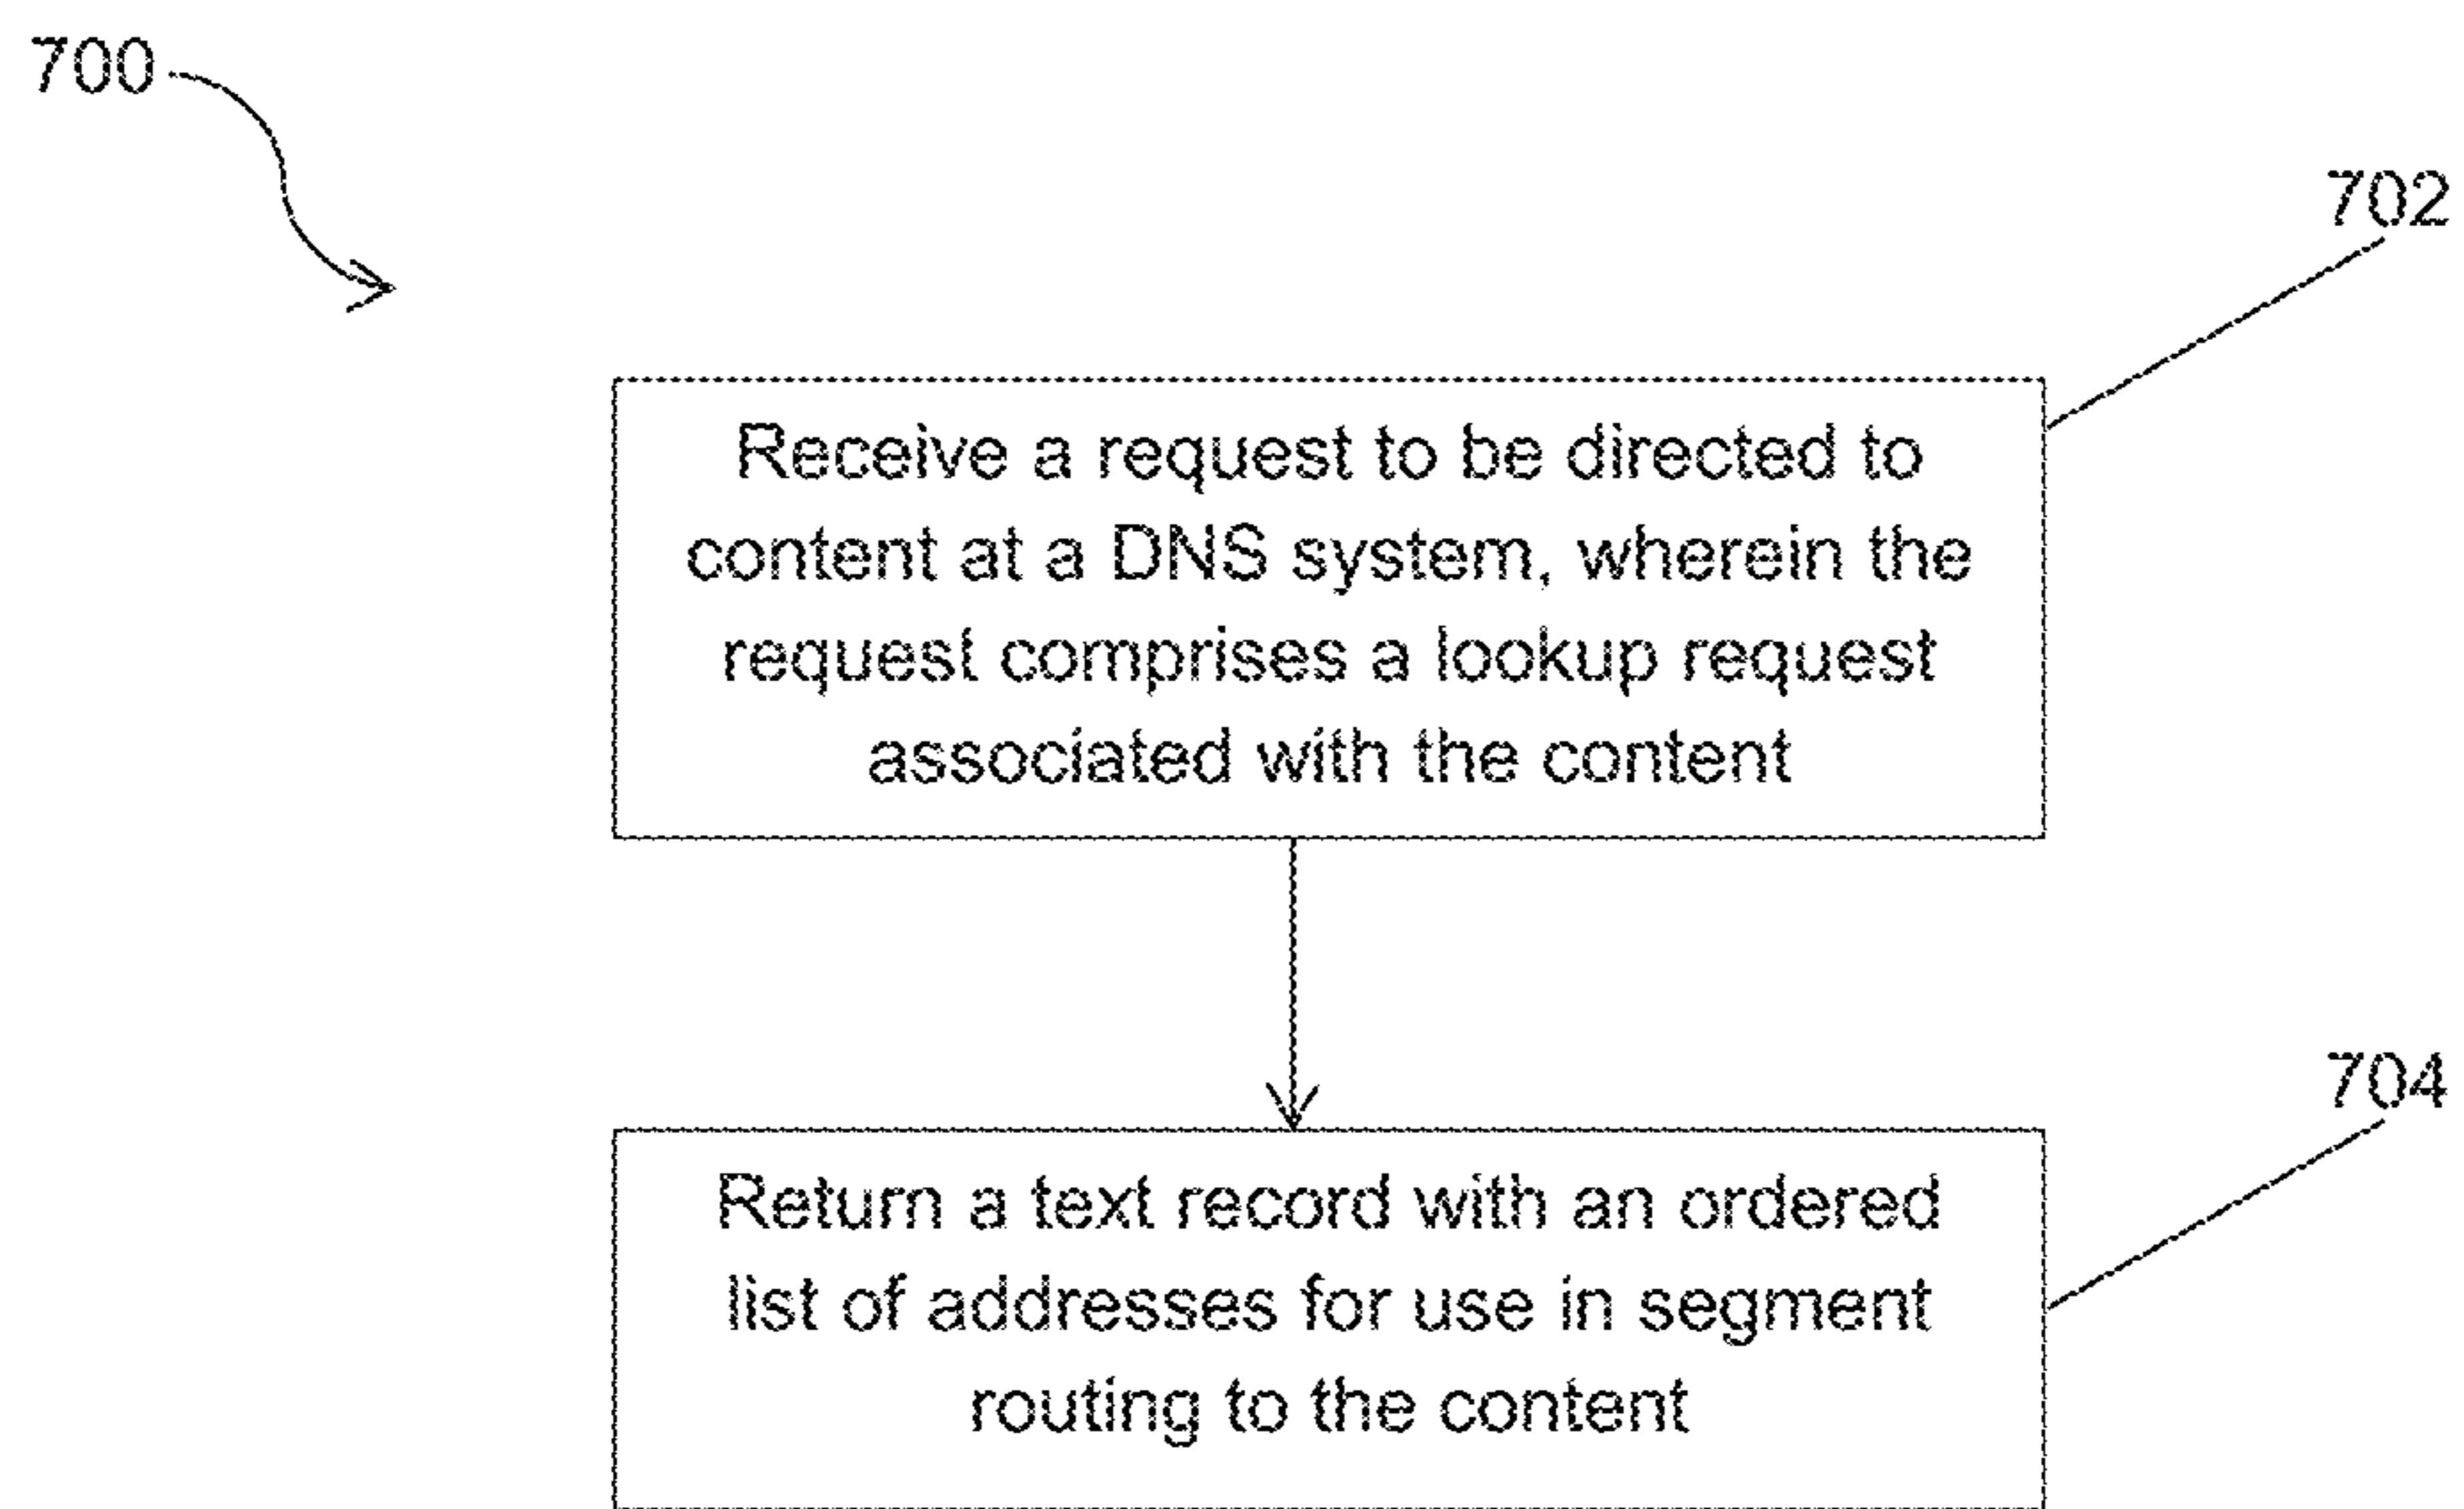 700
702
Receive a request to be directed to
content at a DNS system, wherein the
request comprises a lookup request
associated with the content
704
Return a text record with an ordered
list of addresses for use in segment
routing to the content